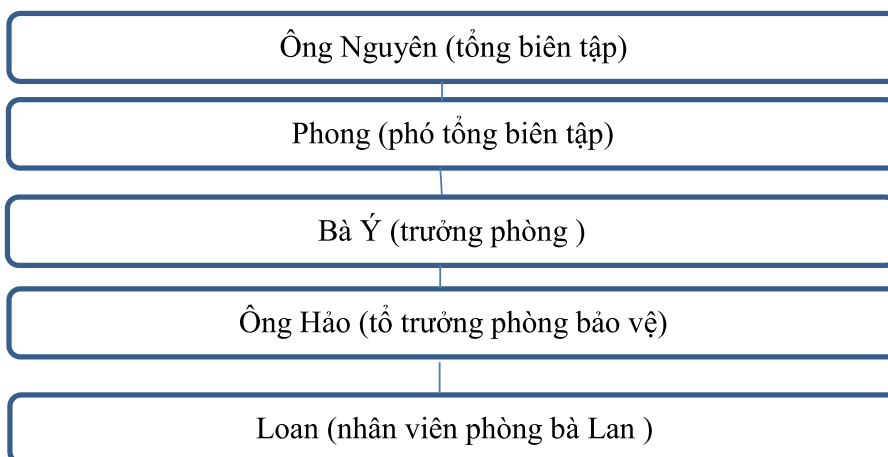 Ông Nguyên (tổng biên tập)
Phong (phó tổng biên tập)
Bà Ý (trưởng phòng )
Ông Hảo (tổ trưởng phòng bảo vệ)
Loan (nhân viên phòng bà Lan )